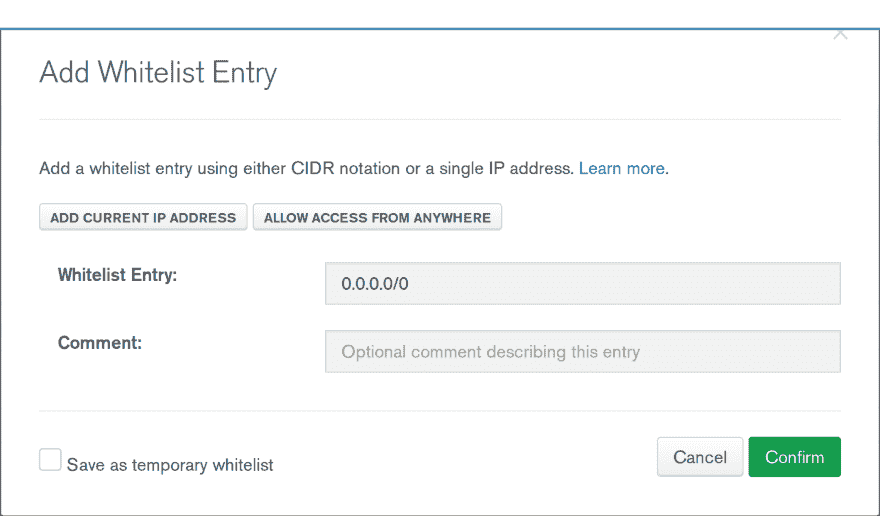 Add Whitelist Entry
Add a whitelist entry using either CIDR notation or a single IP address. Learn more.
ADD CURRENT IP ADDRESS ALLOW ACCESS FROM ANYWHERE
Whitelist Entry: 0.0.0.0/0
Comment: Optional comment describing this entry
Save as temporary whitelist Cancel Confirm